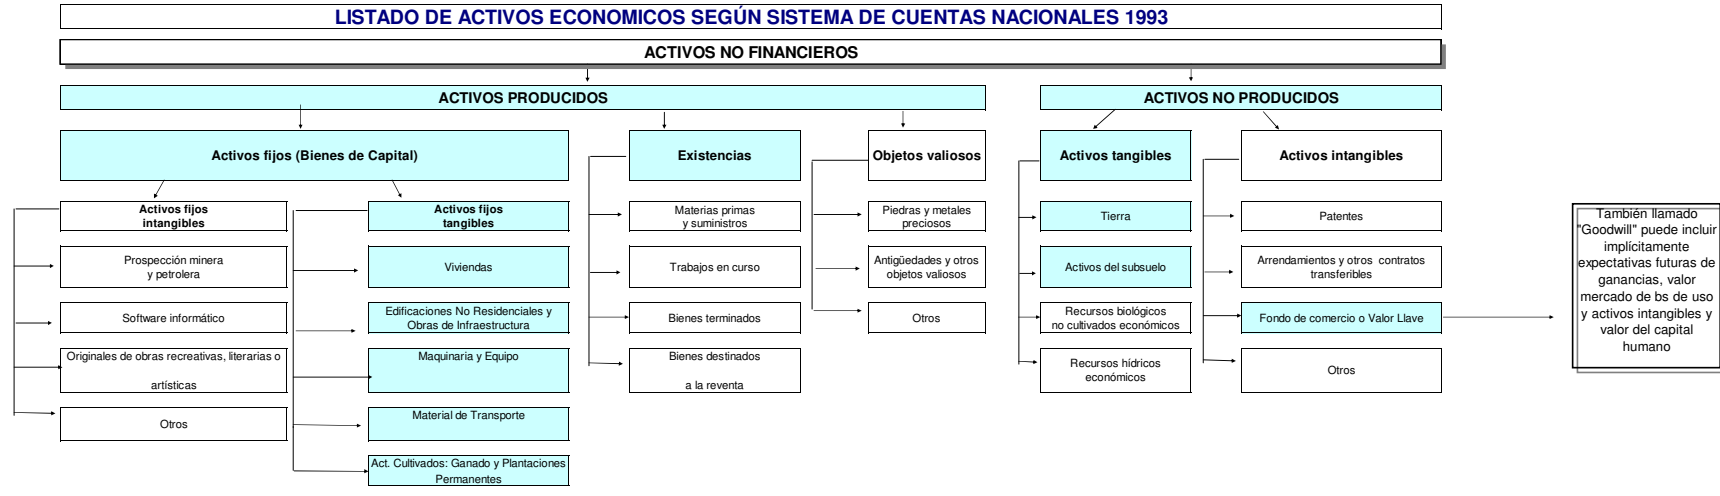 LISTADO DE ACTIVOS ECONOMICOS SEGÚN SISTEMA DE CUENTAS NACIONALES 1993
ACTIVOS NO FINANCIEROS
ACTIVOS PRODUCIDOS
ACTIVOS NO PRODUCIDOS
Activos fijos (Bienes de Capital)
Existencias
Objetos valiosos
Activos tangibles
Activos intangibles
Activos fijos
intangibles
Prospección minera
y petrolera
Software informático
Originales de obras recreativas, literarias o
artísticas
Otros
Activos fijos
tangibles
Viviendas
Edificaciones No Residenciales y
Obras de Infraestructura
Maquinaria y Equipo
Material de Transporte
Act. Cultivados: Ganado y Plantaciones
Permanentes
Materias primas
y suministros
Trabajos en curso
Bienes terminados
Bienes destinados
a la reventa
Piedras y metales
preciosos
Antigüedades y otros
objetos valiosos
Otros
Tierra
Activos del subsuelo
Recursos biológicos
no cultivados económicos
Recursos hídricos
económicos
Patentes
Arrendamientos y otros contratos
transferibles
Fondo de comercio o Valor Llave
Otros
También llamado
"Goodwill" puede incluir
implícitamente
expectativas futuras de
ganancias, valor
mercado de bs de uso
y activos intangibles y
valor del capital
humano